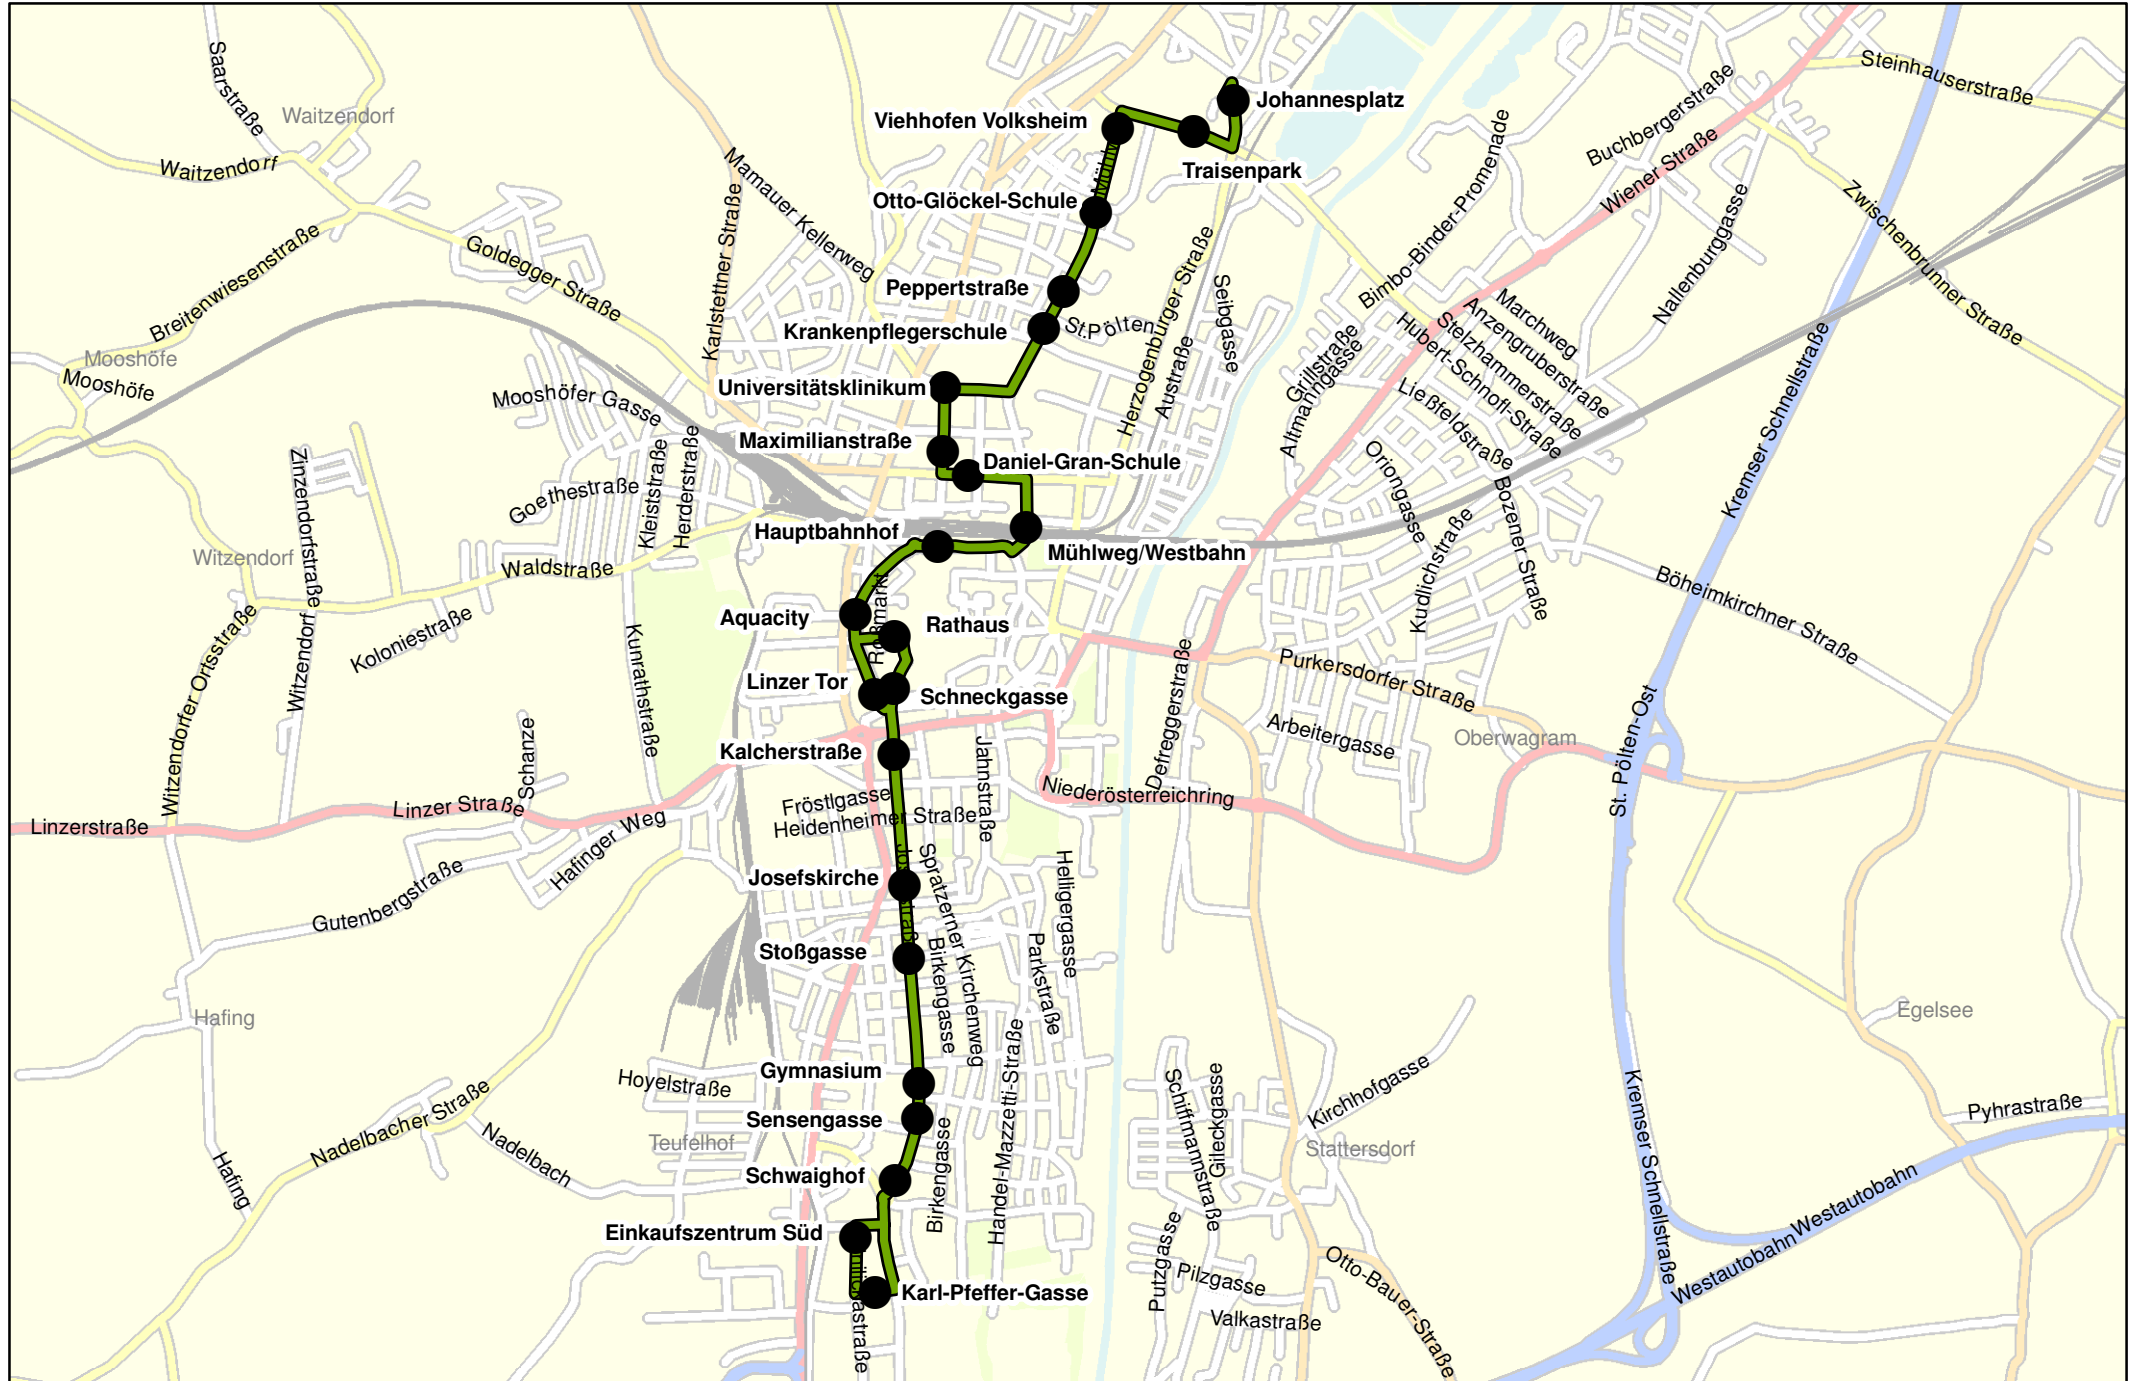 Saarstraße
Waitzendorf
Waitzendorf
Steinhauserstraße
Buchbergerstraße
Wiener Straße
Johannesplatz
Viehhofen Volksheim
Traisenpark
Otto-Glöckel-Schule
Mamauer Kellerweg
Karlstettner Straße
Bimbo-Binder-Promenade
Zwischenbrunner Straße
Nallenburggasse
Breitenwiesenstraße
Goldegger Straße
Peppertstraße
Krankenpflegerschule
St.Pölten
Herzogenburger Straße
Seibgasse
Austraße
Marchweg
Anzengruberstraße
Stelzhammerstraße
Hubert-Schnofl-Straße
Ließfeldstraße
Grillstraße
Altmanngasse
Mooshöfe
Mooshöfe
Mooshöfer Gasse
Universitätsklinikum
Maximilianstraße
Daniel-Gran-Schule
Kremser Schnellstraße
Oriongasse
Bozener Straße
Kudlichstraße
Zinzendorfstraße
Goethestraße
Kleiststraße
Herderstraße
Hauptbahnhof
Mühlweg/Westbahn
Witzendorf
Waldstraße
Böheimkirchner Straße
Aquacity
Roßmarkt
Rathaus
Koloniestraße
Witzendorfer Ortsstraße
Witzendorf
Kunrathstraße
Linzer Tor
Schneckgasse
Purkersdorfer Straße
Defreggerstraße
Arbeitergasse
Oberwagram
St. Pölten-Ost
Schanze
Kalcherstraße
Jahnstraße
Niederösterreichring
Fröstlgasse
Heidenheimer Straße
Linzerstraße
Linzer Straße
Hafinger Weg
Gutenbergstraße
Josefskirche
Spratzerner Kirchenweg
Heiligergasse
Stoßgasse
Birkengasse
Parkstraße
Hafing
Egelsee
Hoyelstraße
Gymnasium
Sensengasse
Handel-Mazzetti-Straße
Schiffmannstraße
Gileckgasse
Kirchhofgasse
Stattersdorf
Pyhrastraße
Kremser Schnellstraße
Nadelbacher Straße
Nadelbach
Teufelhof
Hafing
Schwaighof
Birkengasse
Einkaufszentrum Süd
Karl-Pfeffer-Gasse
Putzgasse
Pilzgasse
Valkastraße
Otto-Bauer-Straße
Westautobahn
Westautobahn